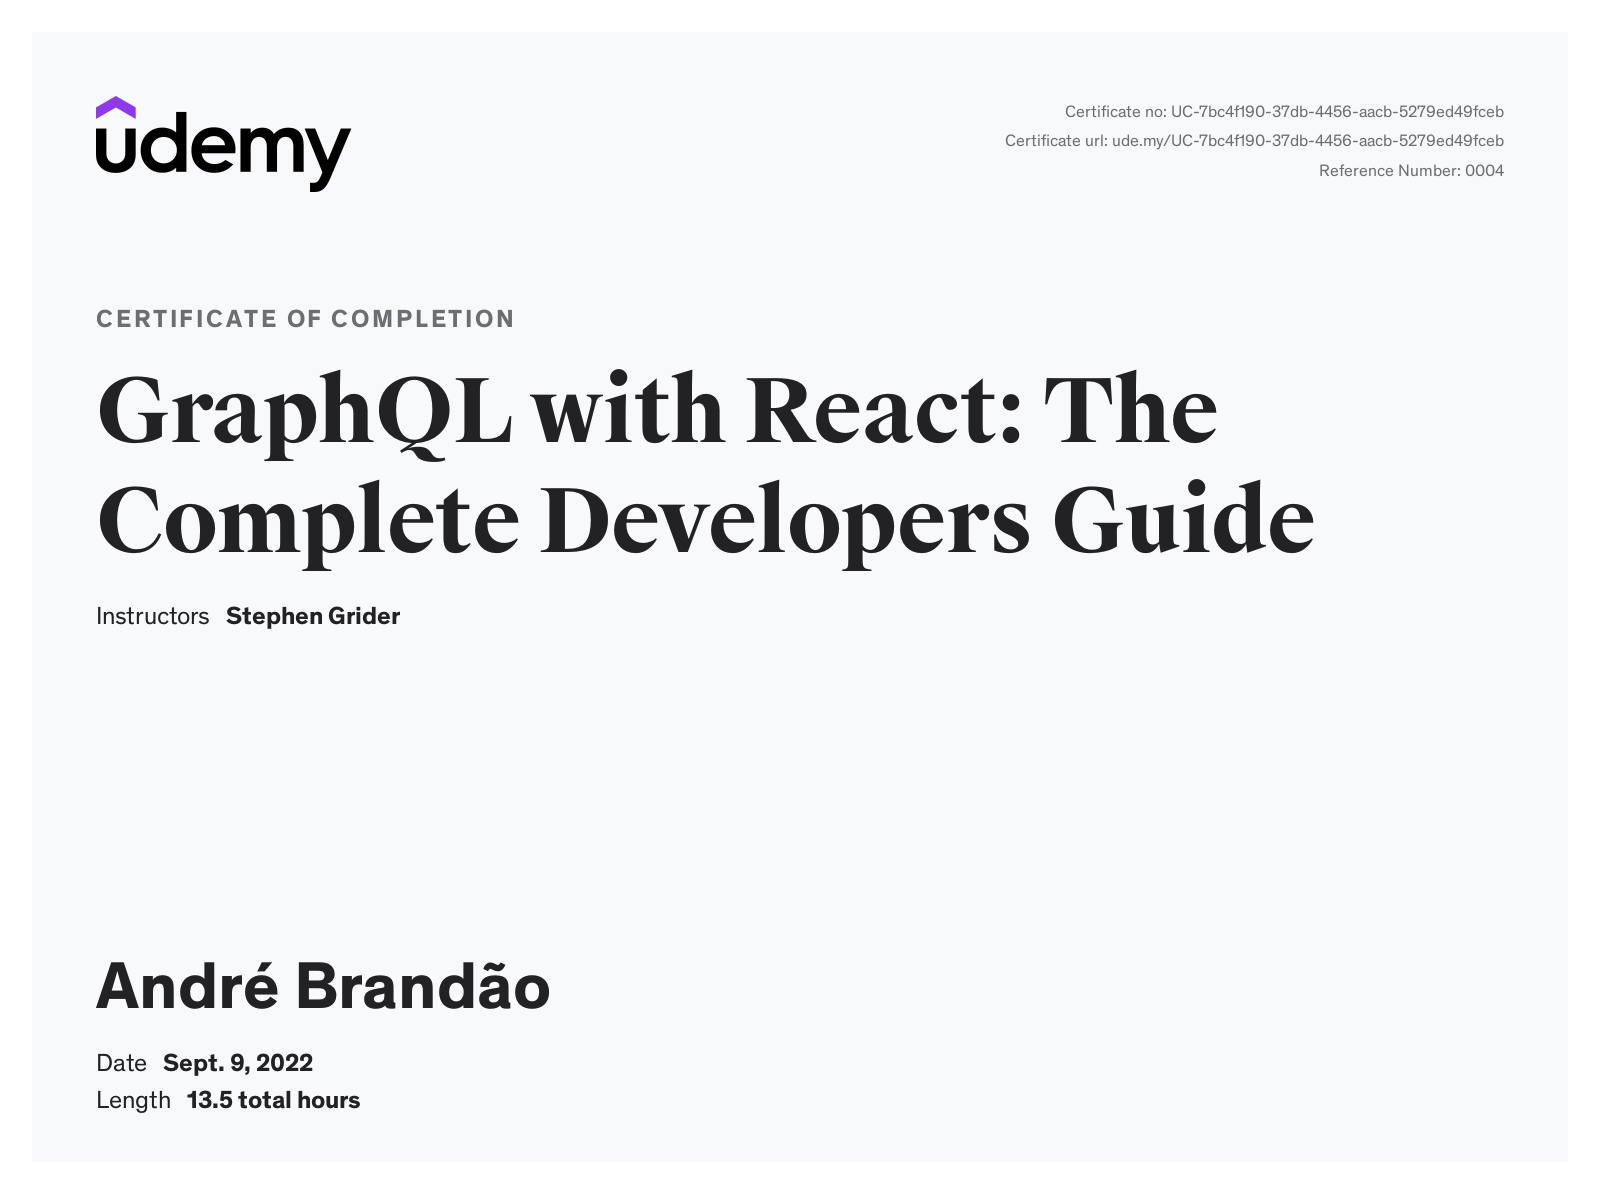 udemy
Certificate no: UC-7bc4f190-37db-4456-aacb-5279ed49fceb
Certificate url: ude.my/UC-7bc4f190-37db-4456-aacb-5279ed49fceb
Reference Number: 0004
CERTIFICATE OF COMPLETION
GraphQL with React: The
Complete Developers Guide
Instructors Stephen Grider
André Brandão
Date Sept. 9, 2022
Length 13.5 total hours